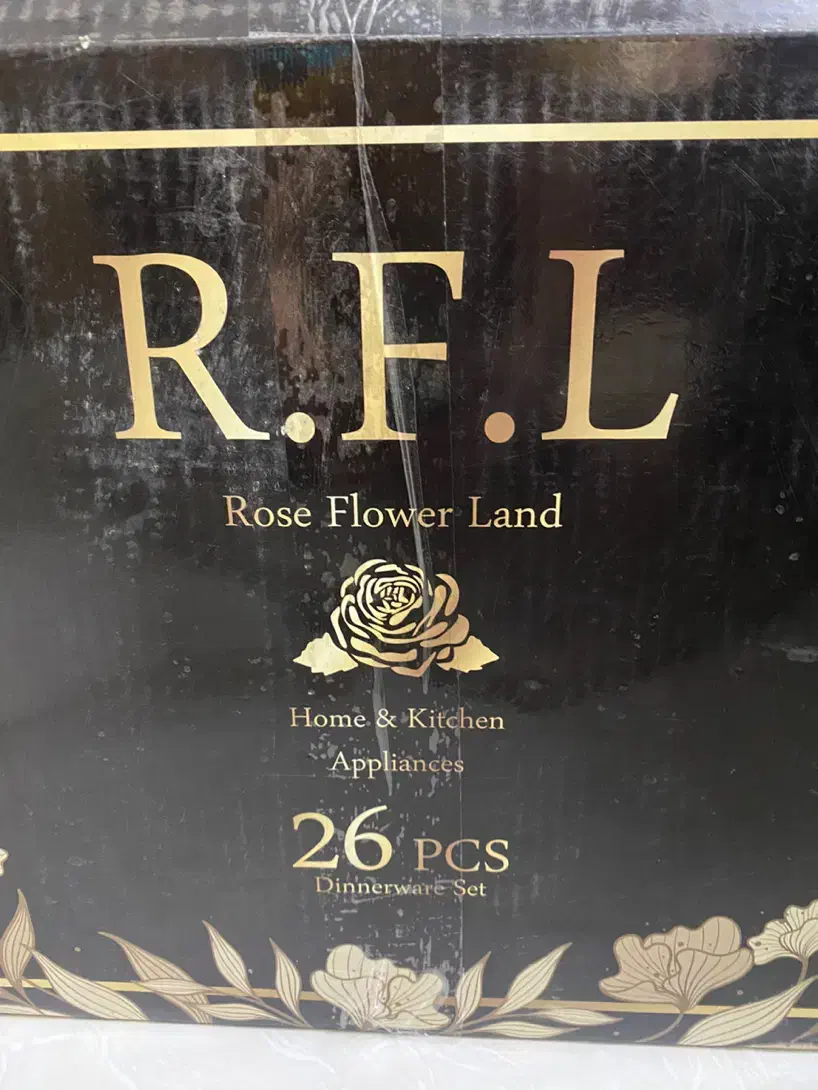 R.F.L
Rose Flower Land
Home & Kitchen
Appliances
26 PCS
Dinnerware Set